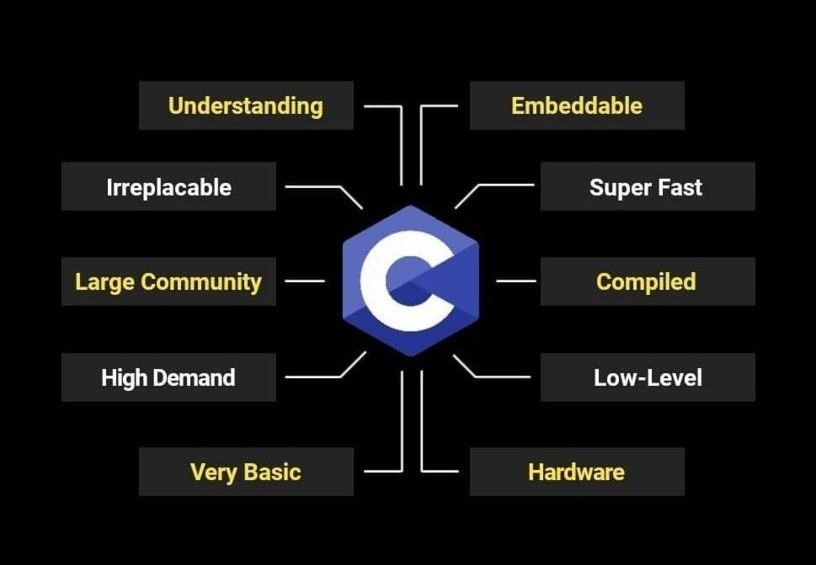 Understanding
Embeddable
Irreplacable
Super Fast
Large Community
C
Compiled
High Demand
Low-Level
Very Basic
Hardware